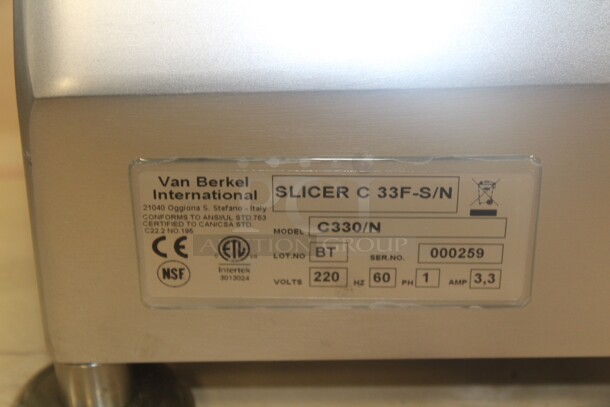 Van Berkel
International
SLICER C 33F-S/N
21040 Oggiona S. Stefano - Italy
CONFORMS TO ANSI/UL STD.763
CERTIFIED TO CAN/CSA STD.
C22.2 NO.195
MODEL C330/N
CE
ETL
LOT.NO BT SER.NO. 000259
NSF
Intertek
3013024
VOLTS 220 HZ 60 PH 1 AMP 3,3
AUCTION GROUP